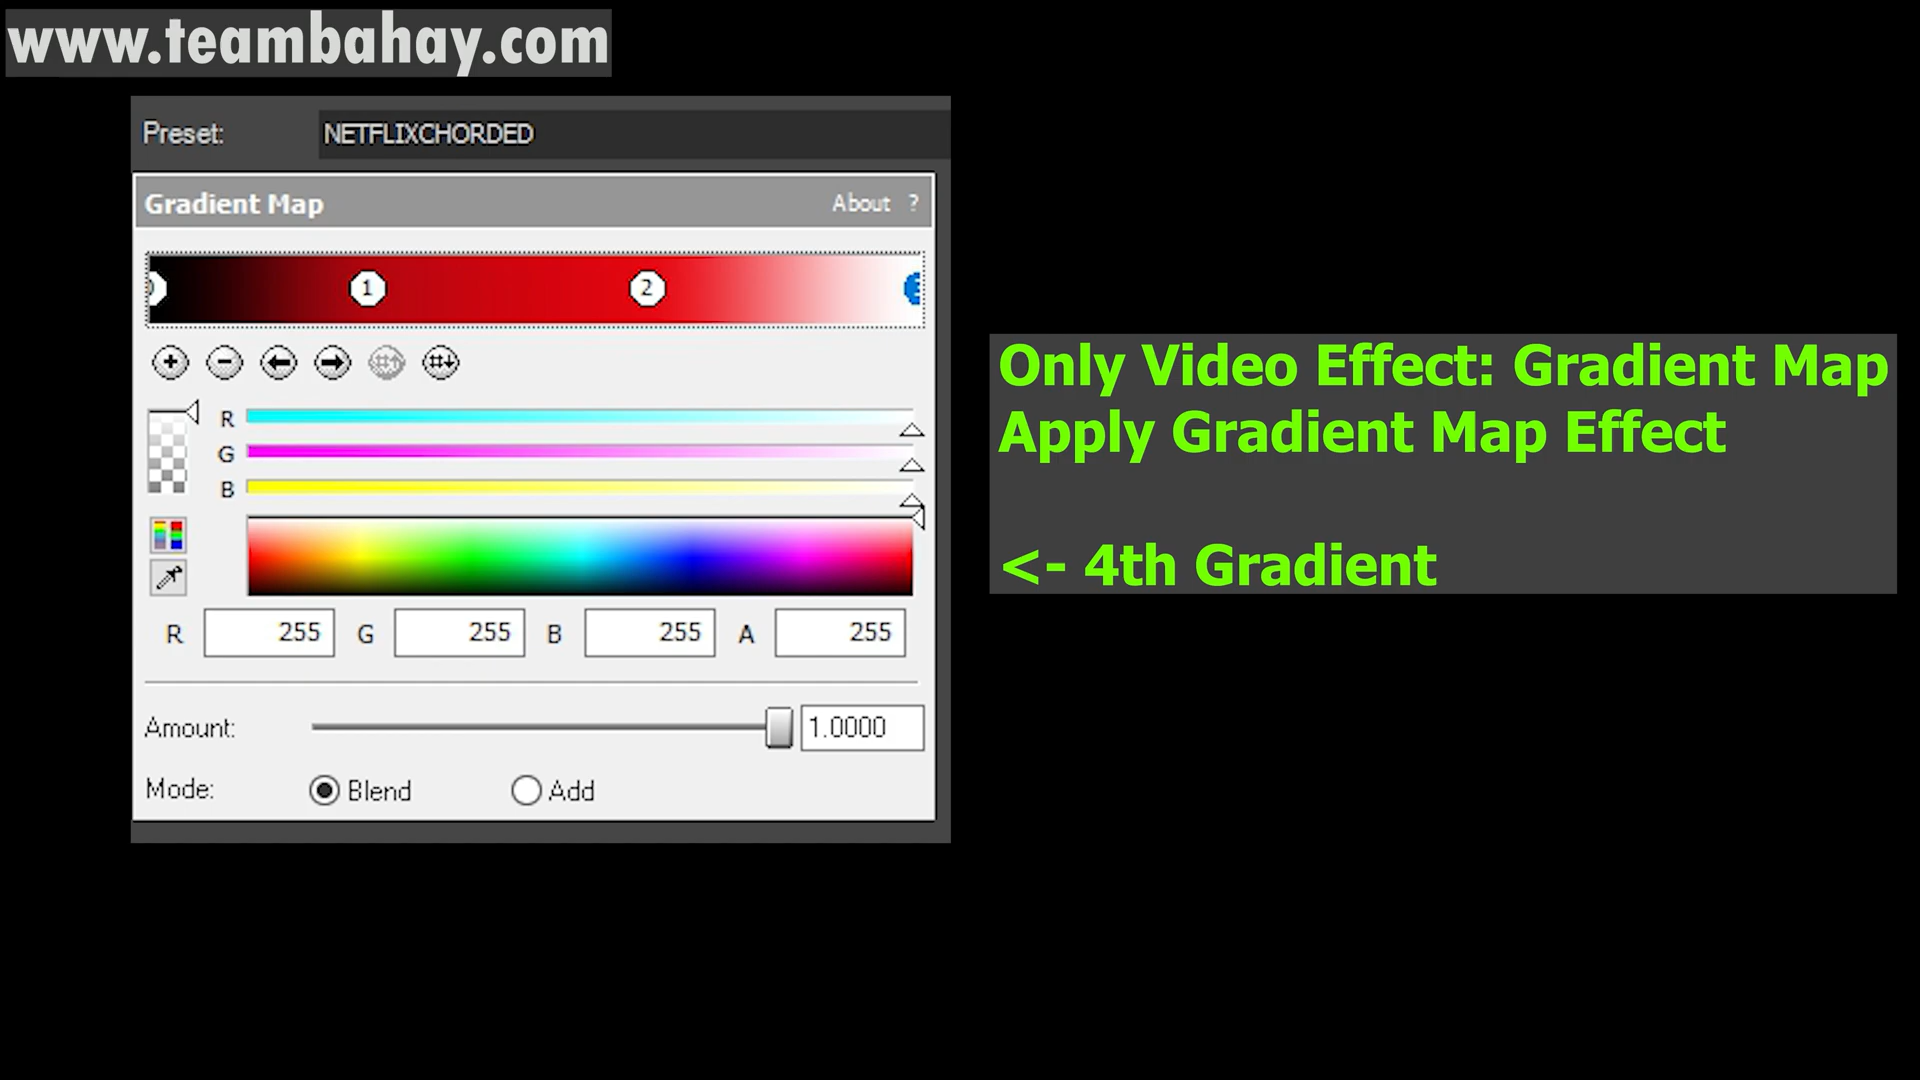 www.teambahay.com
Preset: NETFLIXCHORDED
Gradient Map About ?
1 2
R
G
B
R 255 G 255 B 255 A 255
Amount: 1.0000
Mode: Blend Add
Only Video Effect: Gradient Map
Apply Gradient Map Effect
<- 4th Gradient